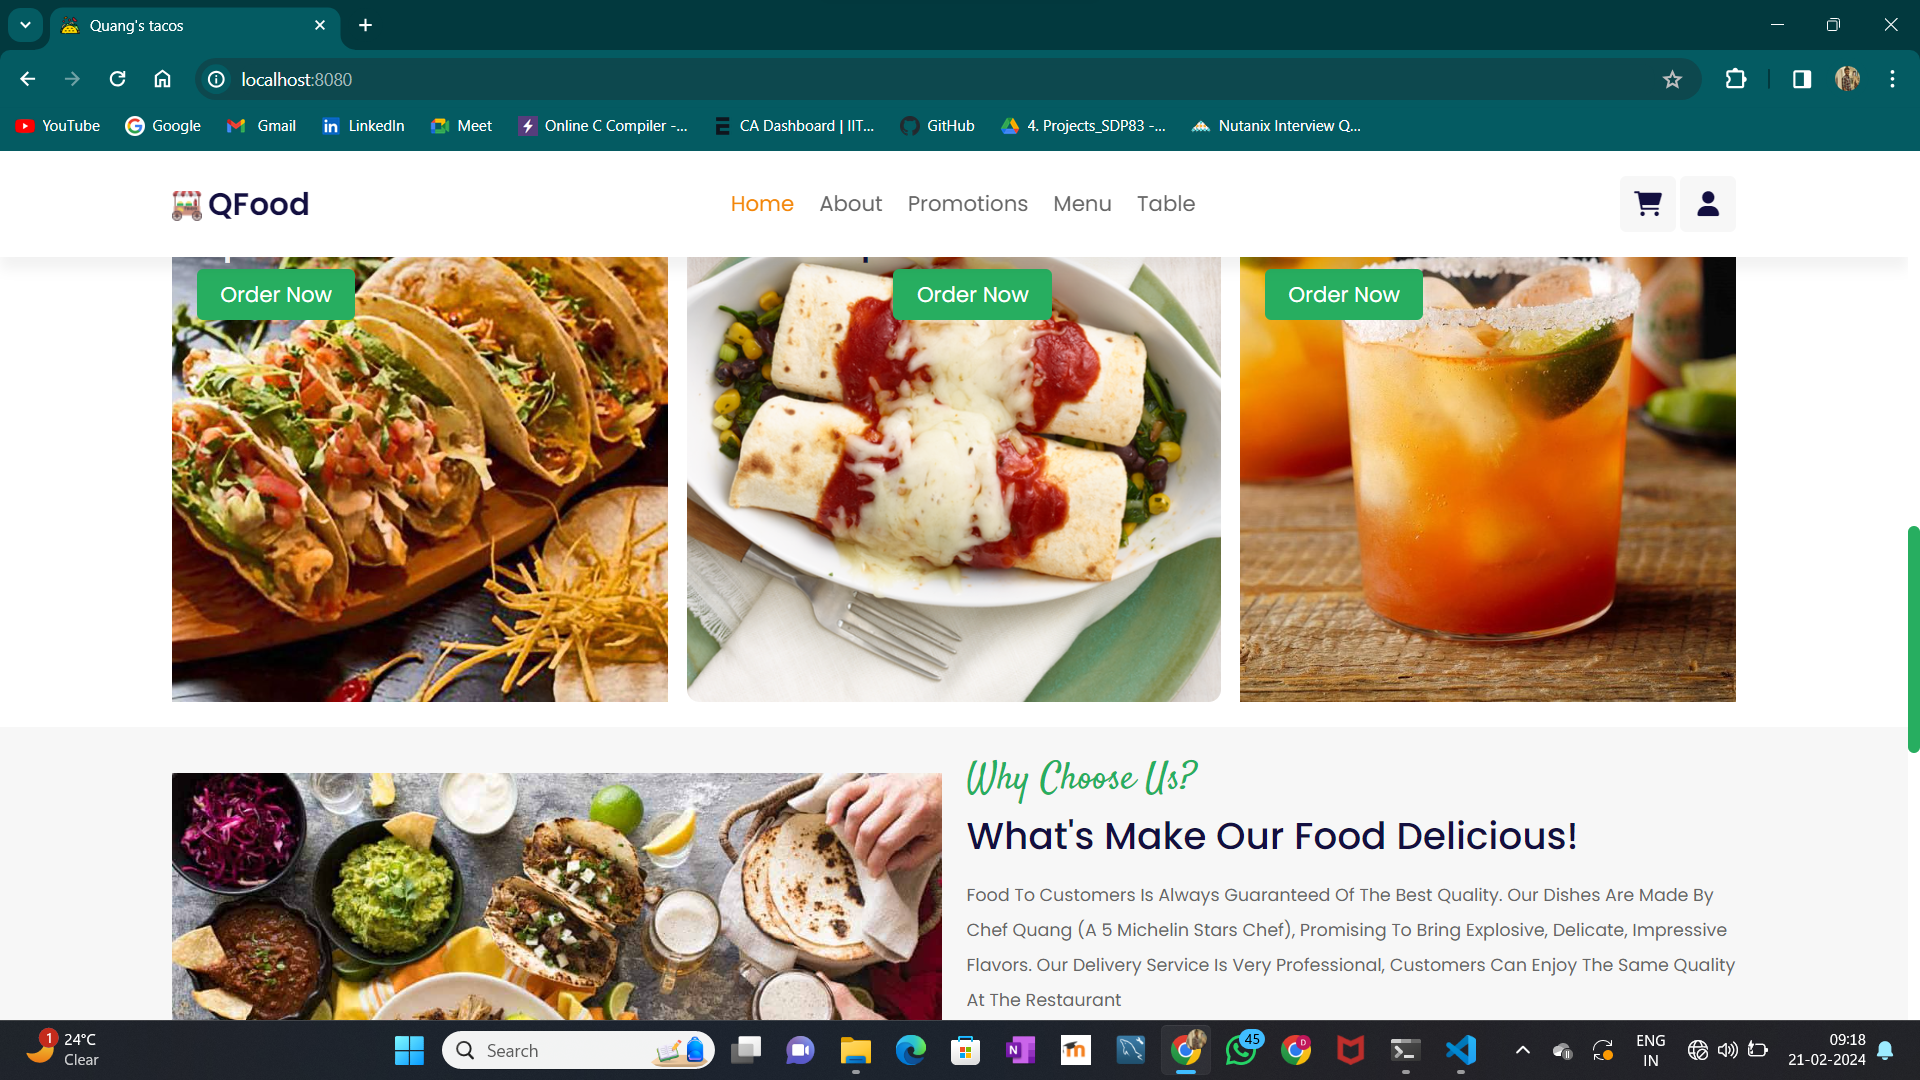 Quang's tacos
localhost:8080
YouTube
Google
Gmail
LinkedIn
Meet
Online C Compiler -...
CA Dashboard | IIT...
GitHub
4. Projects_SDP83 -...
Nutanix Interview Q...
QFood
Home
About
Promotions
Menu
Table
Order Now
Order Now
Order Now
Why Choose Us?
What's Make Our Food Delicious!
Food To Customers Is Always Guaranteed Of The Best Quality. Our Dishes Are Made By
Chef Quang (A 5 Michelin Stars Chef), Promising To Bring Explosive, Delicate, Impressive
Flavors. Our Delivery Service Is Very Professional, Customers Can Enjoy The Same Quality
At The Restaurant
1
24°C
Clear
Search
45
D
ENG
IN
09:18
21-02-2024